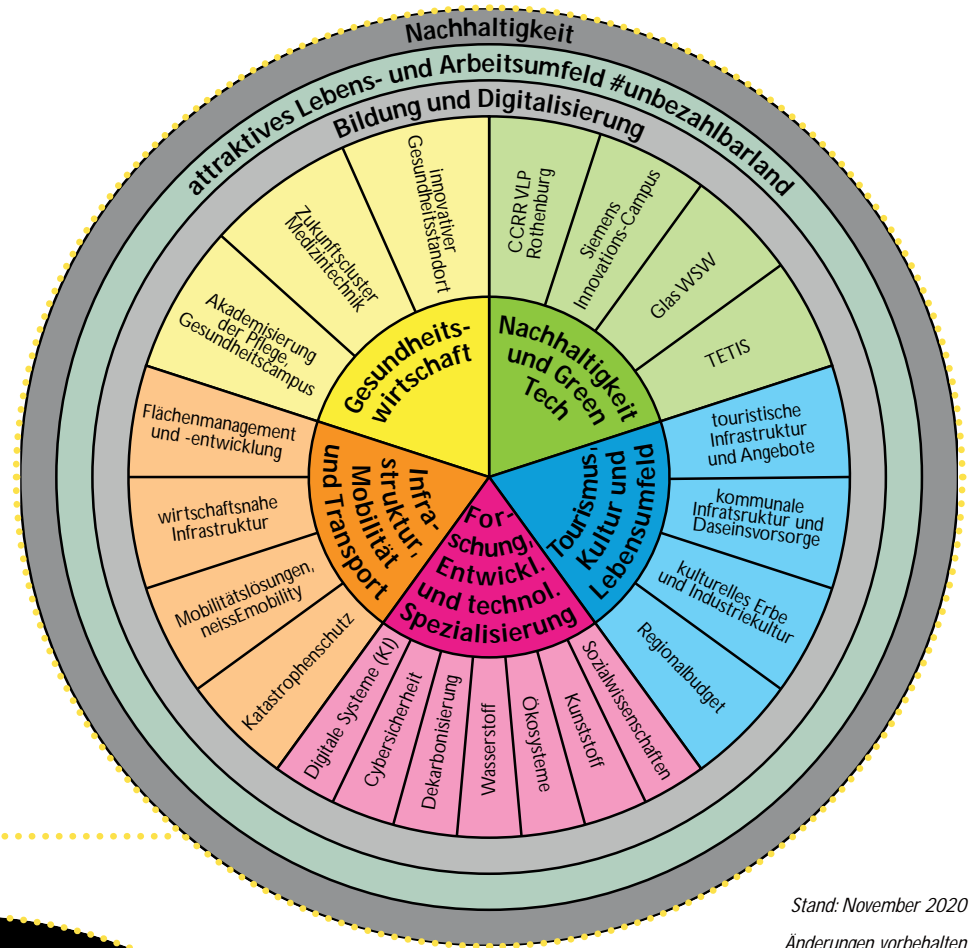 Nachhaltigkeit
attraktives Lebens- und Arbeitsumfeld #unbezahlbarland
Bildung und Digitalisierung
Gesundheits-
wirtschaft
Akademisierung
der Pflege,
Gesundheitscampus
Zukunftscluster
Medizintechnik
innovativer
Gesundheitsstandort
Nachhaltigkeit
und Green
Tech
CCRR VLP
Rothenburg
Siemens
Innovations-Campus
Glas WSW
TETIS
Tourismus,
Kultur und
Lebensumfeld
touristische
Infrastruktur
und Angebote
kommunale
Infratsruktur und
Daseinsvorsorge
kulturelles Erbe
und Industriekultur
Regionalbudget
For-
schung,
Entwickl.
und technol.
Spezialisierung
Sozialwissenschaften
Kunststoff
Ökosysteme
Wasserstoff
Dekarbonisierung
Cybersicherheit
Digitale Systeme (KI)
Infra-
struktur,
Mobilität
und Transport
Katastrophenschutz
Mobilitätslösungen,
neissEmobility
wirtschaftsnahe
Infrastruktur
Flächenmanagement
und -entwicklung
Stand: November 2020
Änderungen vorbehalten